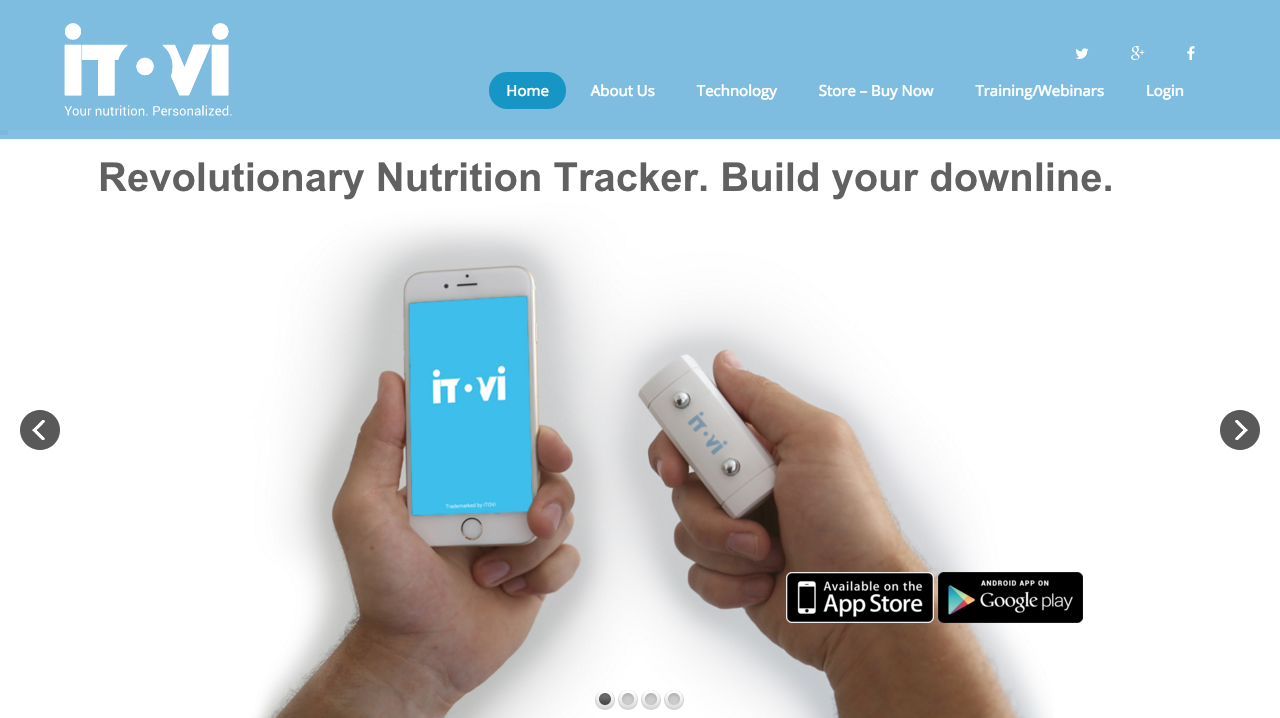 iT•Vi
Your nutrition. Personalized.
Home
About Us
Technology
Store – Buy Now
Training/Webinars
Login
Revolutionary Nutrition Tracker. Build your downline.
iT•Vi
Trademarked by ITOVi
iT•Vi
Available on the
App Store
ANDROID APP ON
Google play